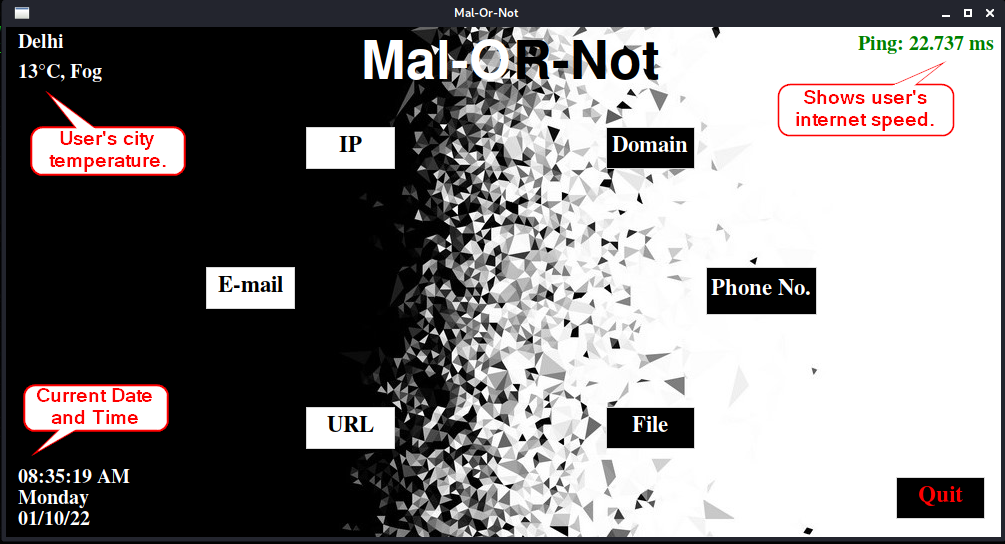 Mal-Or-Not
Delhi
13°C, Fog
Mal-OR-Not
Ping: 22.737 ms
User's city
temperature.
Shows user's
internet speed.
IP
Domain
E-mail
Phone No.
Current Date
and Time
URL
File
08:35:19 AM
Monday
01/10/22
Quit